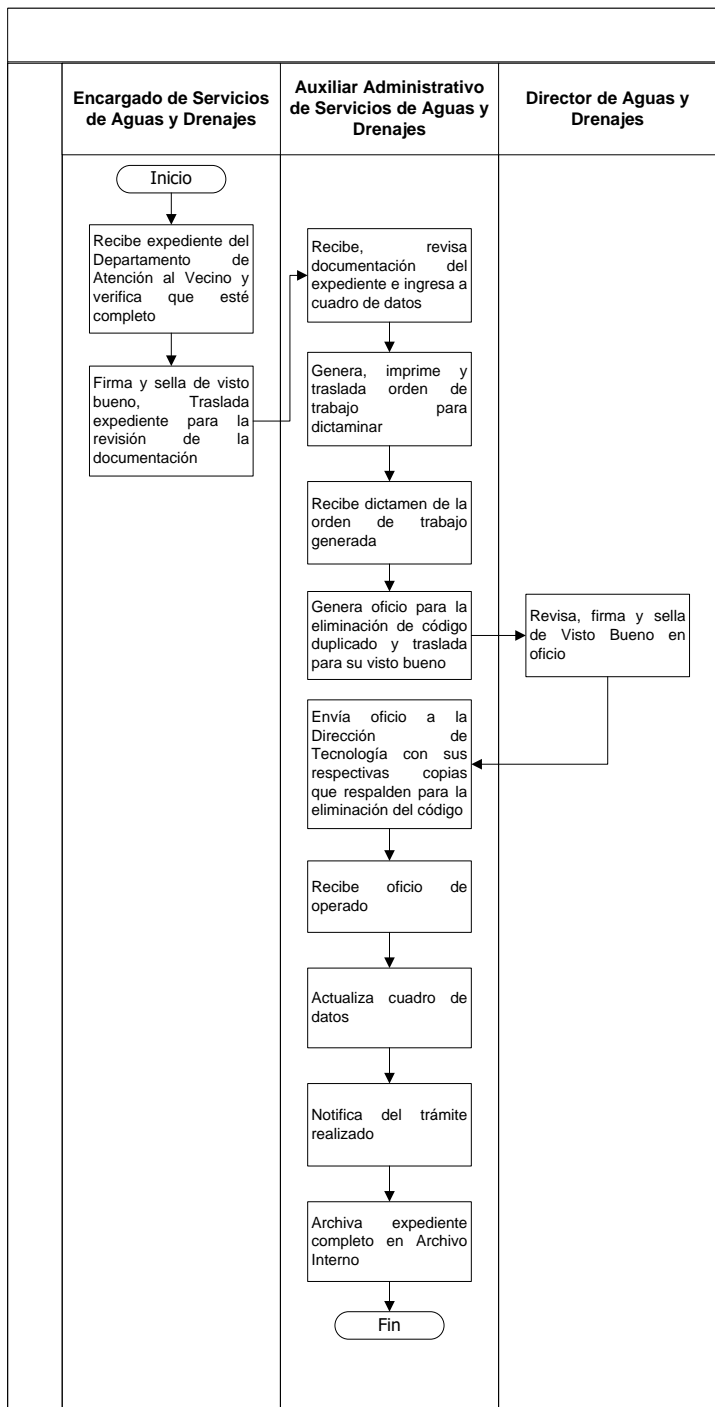 Encargado de Servicios
de Aguas y Drenajes
Auxiliar Administrativo
de Servicios de Aguas y
Drenajes
Director de Aguas y
Drenajes
Inicio
Recibe expediente del
Departamento de
Atención al Vecino y
verifica que esté
completo
Firma y sella de visto
bueno, Traslada
expediente para la
revisión de la
documentación
Recibe, revisa
documentación del
expediente e ingresa a
cuadro de datos
Genera, imprime y
traslada orden de
trabajo para
dictaminar
Recibe dictamen de la
orden de trabajo
generada
Genera oficio para la
eliminación de código
duplicado y traslada
para su visto bueno
Revisa, firma y sella
de Visto Bueno en
oficio
Envía oficio a la
Dirección de
Tecnología con sus
respectivas copias
que respalden para la
eliminación del código
Recibe oficio de
operado
Actualiza cuadro de
datos
Notifica del trámite
realizado
Archiva expediente
completo en Archivo
Interno
Fin